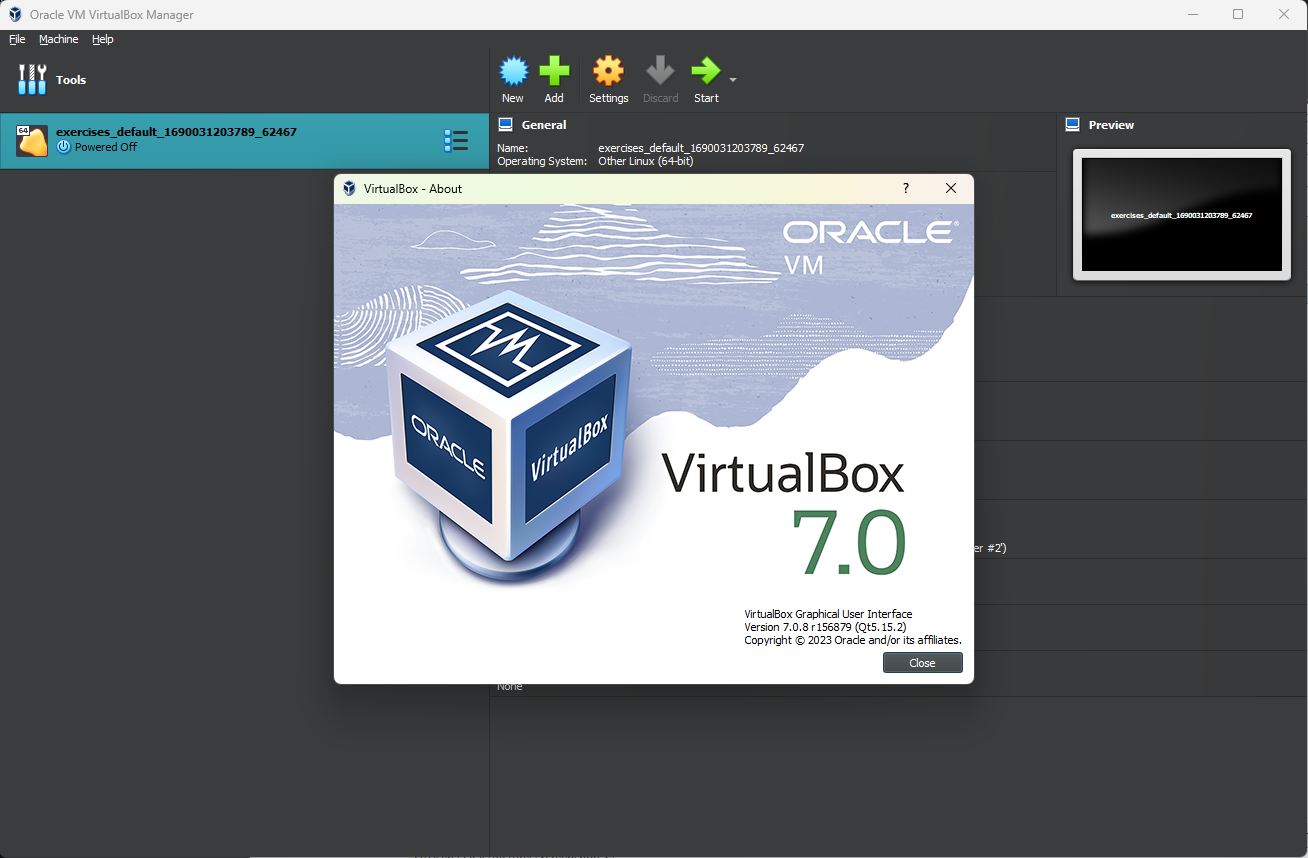 Oracle VM VirtualBox Manager
File Machine Help
Tools
New Add Settings Discard Start
64
exercises_default_1690031203789_62467
Powered Off
General
Name: exercises_default_1690031203789_62467
Operating System: Other Linux (64-bit)
Preview
exercises_default_1690031203789_62467
VirtualBox - About
?
ORACLE®
VM
ORACLE
VirtualBox
VirtualBox
7.0
er #2')
VirtualBox Graphical User Interface
Version 7.0.8 r156879 (Qt5.15.2)
Copyright © 2023 Oracle and/or its affiliates.
Close
None